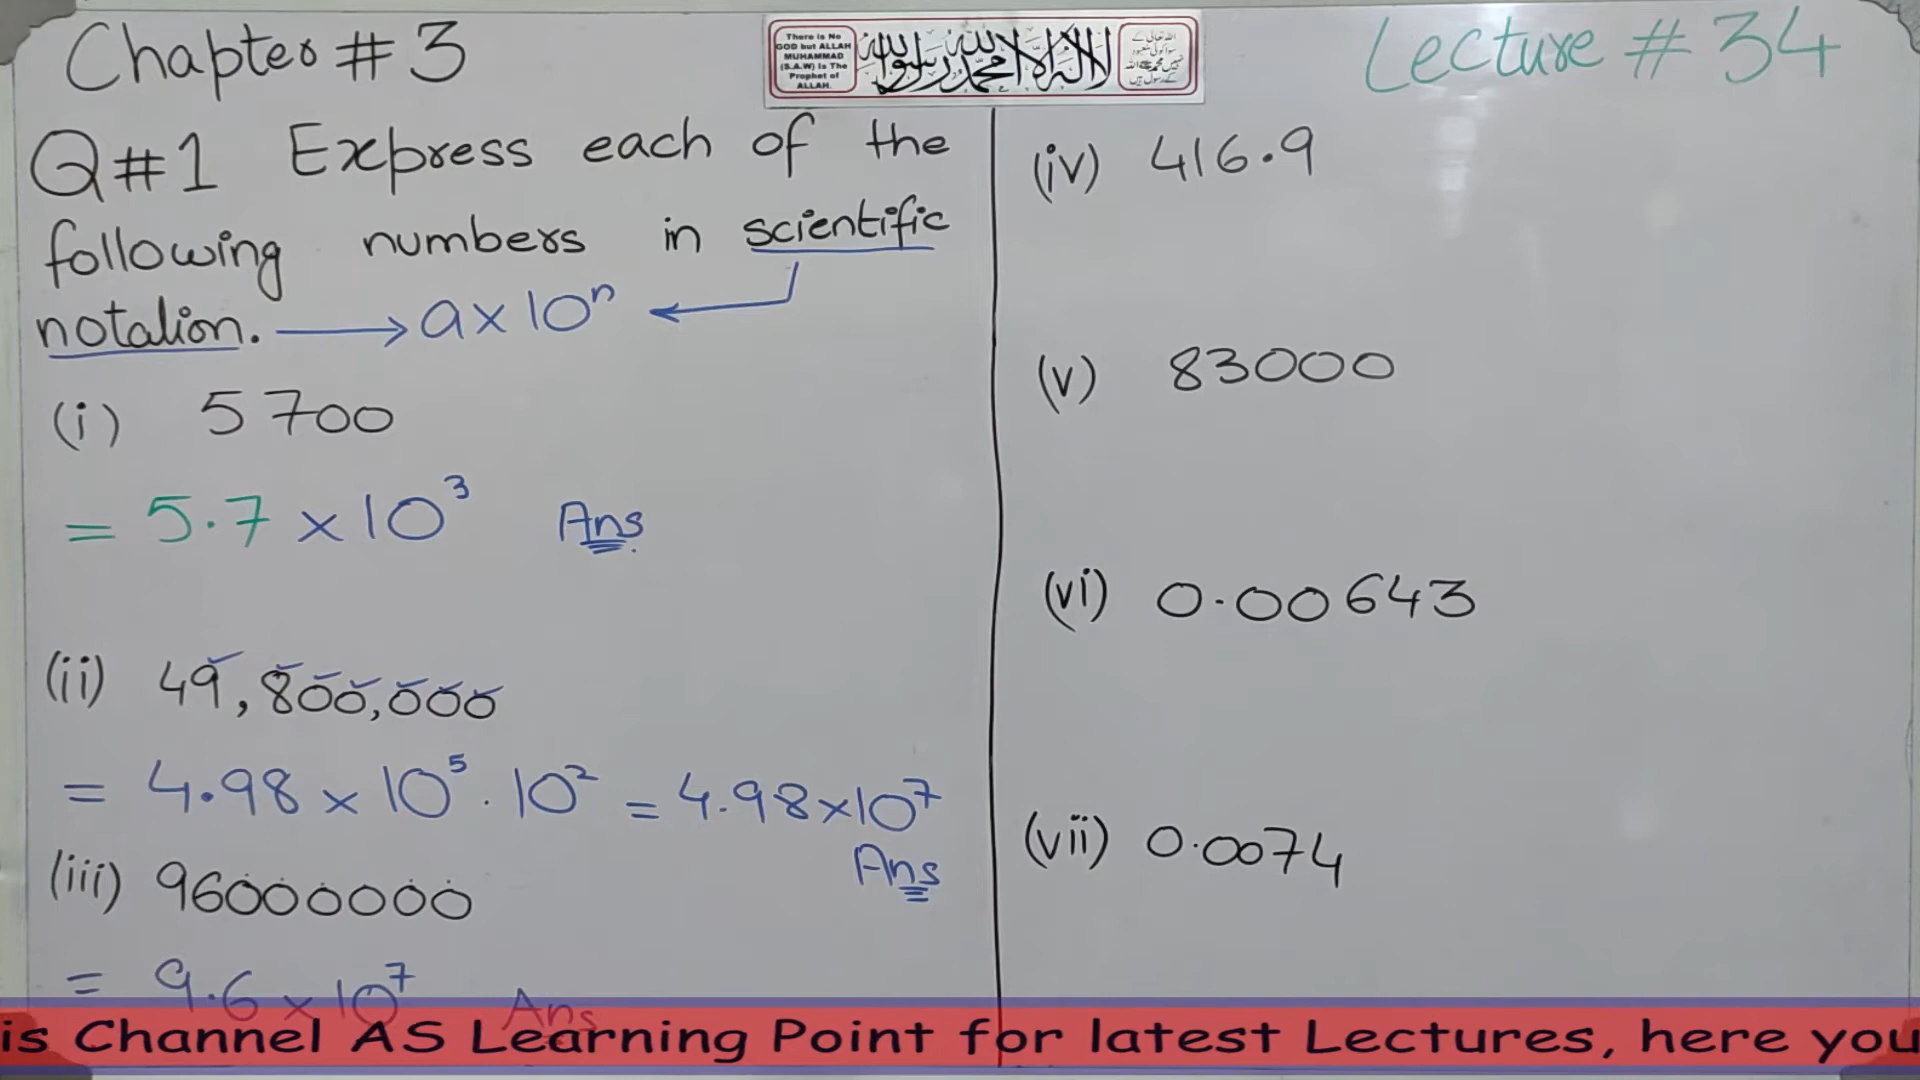 Chapter # 3
There is No
GOD but ALLAH
MUHAMMAD
(S.A.W) Is The
Prophet of
ALLAH.
لا اله الا الله محمد رسول الله
Lecture # 34
Q#1 Express each of the
following numbers in scientific
notation. → a×10ⁿ
(i) 5700
= 5.7 × 10³ Ans.
(ii) 49,800,000
= 4.98 × 10⁵ . 10² = 4.98×10⁷
Ans
(iii) 96000000
= 9.6 × 10⁷ Ans
(iv) 416.9
(v) 83000
(vi) 0.00643
(vii) 0.0074
is Channel AS Learning Point for latest Lectures, here you